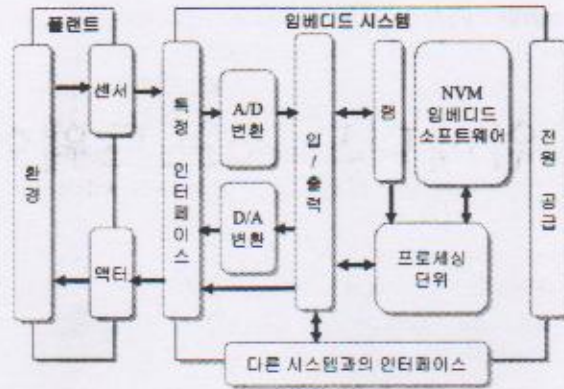 플랜트
임베디드 시스템
환경
센서
액터
특정 인터페이스
A/D
변환
D/A
변환
입/출력
램
NVM
임베디드
소프트웨어
프로세싱
단위
전원 공급
다른 시스템과의 인터페이스